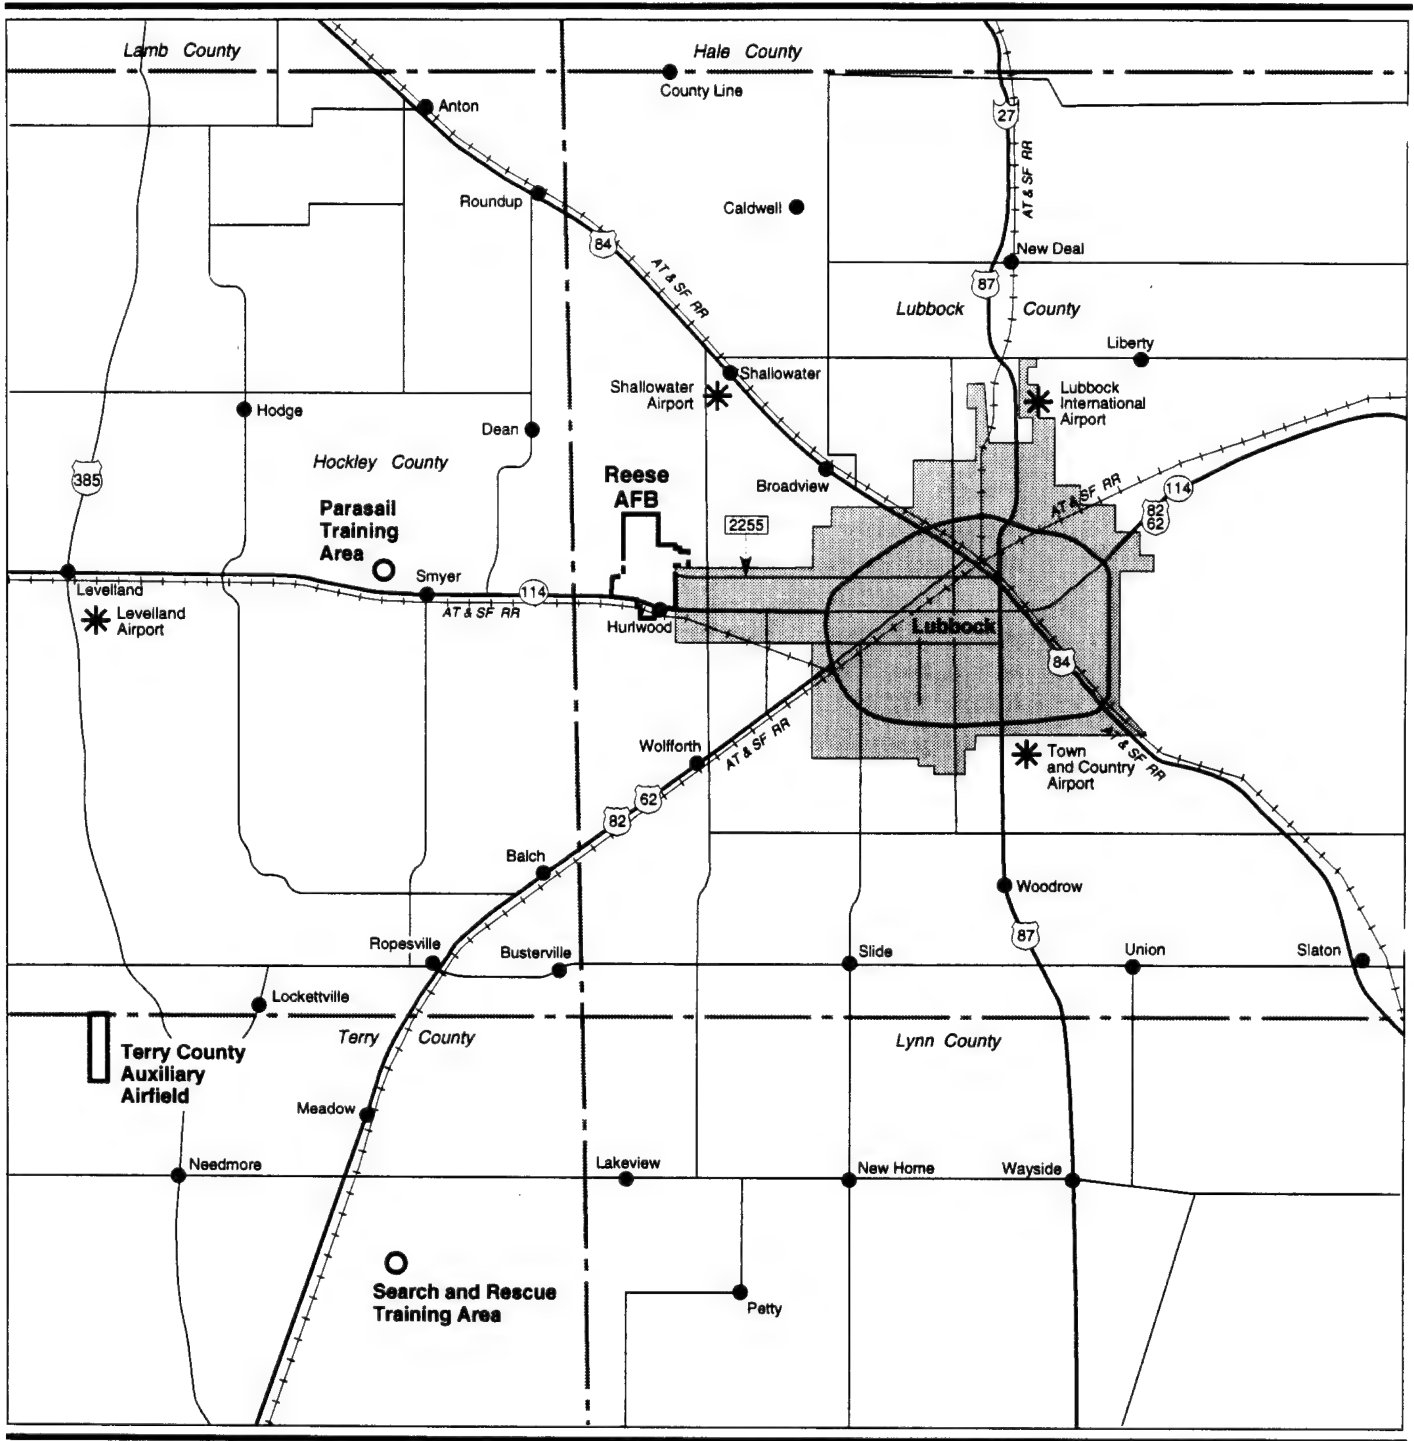 Lamb County
Hale County
County Line
Anton
27
AT & SF RR
Roundup
Caldwell
84
New Deal
AT & SF RR
87
Lubbock County
Liberty
Shallowater
Shallowater
Airport
Lubbock
International
Airport
Hodge
Dean
Hockley County
385
Reese
AFB
Broadview
AT & SF RR
114
82
62
Parasail
Training
Area
2255
Levelland
Smyer
114
AT & SF RR
Hurlwood
Lubbock
Levelland
Airport
84
Wolfforth
AT & SF RR
AT & SF RR
Town
and Country
Airport
62
82
Balch
Woodrow
87
Ropesville
Busterville
Slide
Union
Slaton
Lockettville
Terry County
Lynn County
Terry County
Auxiliary
Airfield
Meadow
Needmore
Lakeview
New Home
Wayside
Search and Rescue
Training Area
Petty